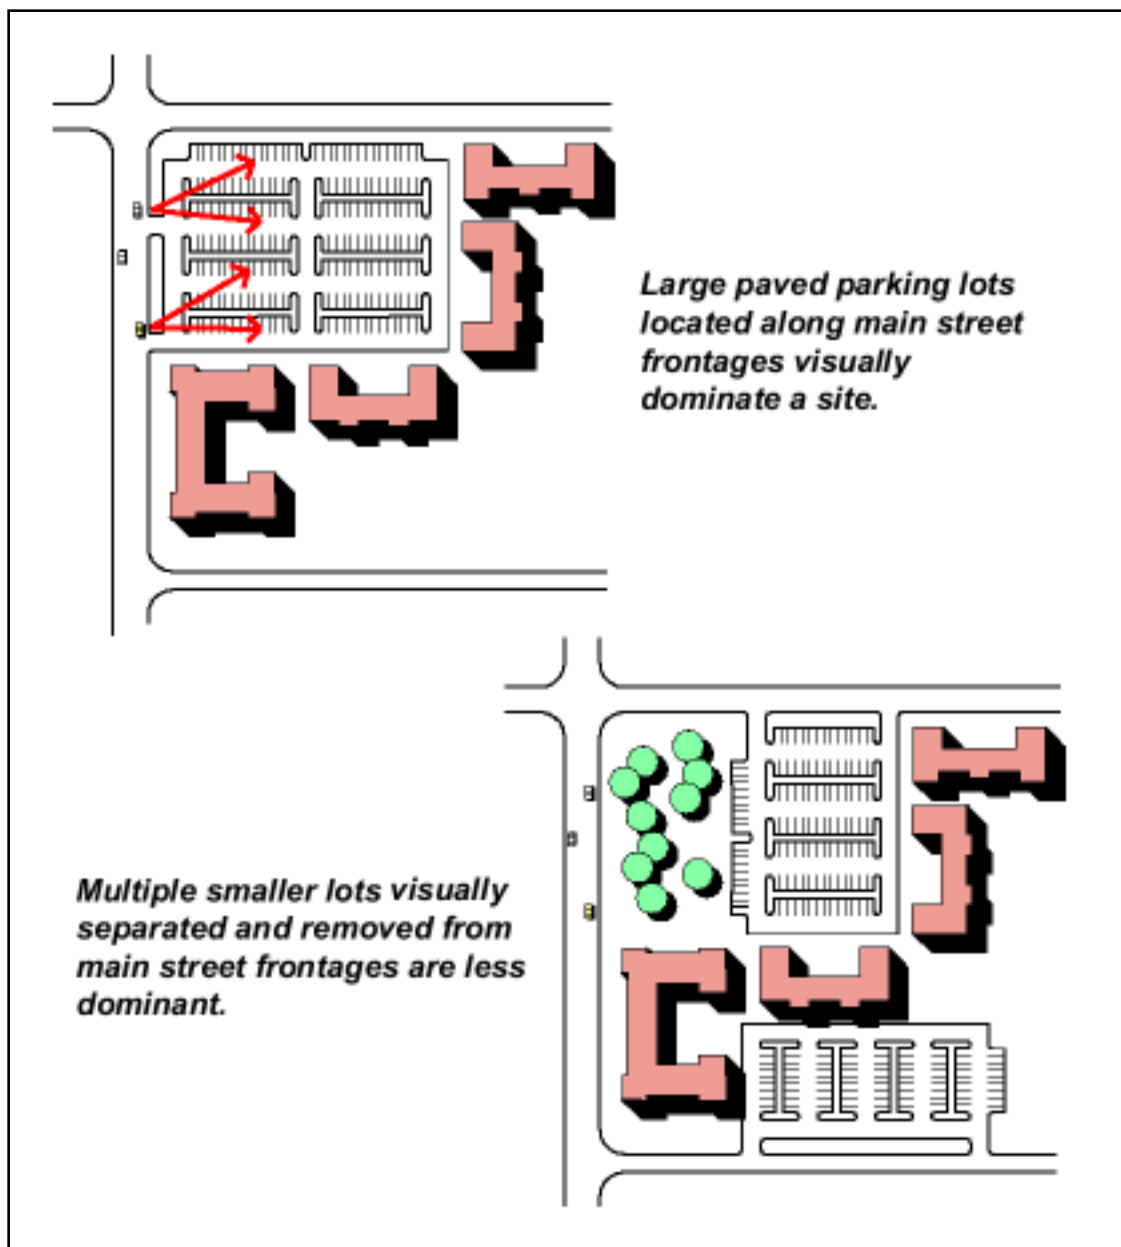 Large paved parking lots
located along main street
frontages visually
dominate a site.
Multiple smaller lots visually
separated and removed from
main street frontages are less
dominant.